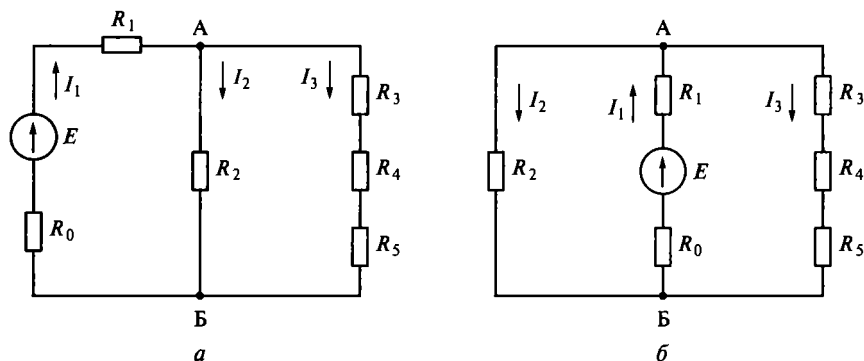 R1 А А
I1 I2 I3 R3 I2 I1 R1 I3 R3
E R2 R4 R2 E R4
R0 R5 R0 R5
Б Б
а б